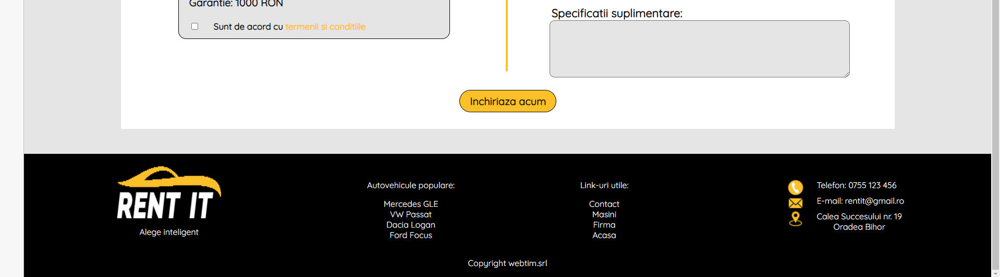 Garantie: 1000 RON
Sunt de acord cu termenii si conditiile
Specificatii suplimentare:
Inchiriaza acum
RENT IT
Alege inteligent
Autovehicule populare:
Mercedes GLE
VW Passat
Dacia Logan
Ford Focus
Link-uri utile:
Contact
Masini
Firma
Acasa
Telefon: 0755 123 456
E-mail: rentit@gmail.ro
Calea Succesului nr. 19
Oradea Bihor
Copyright webtim.srl